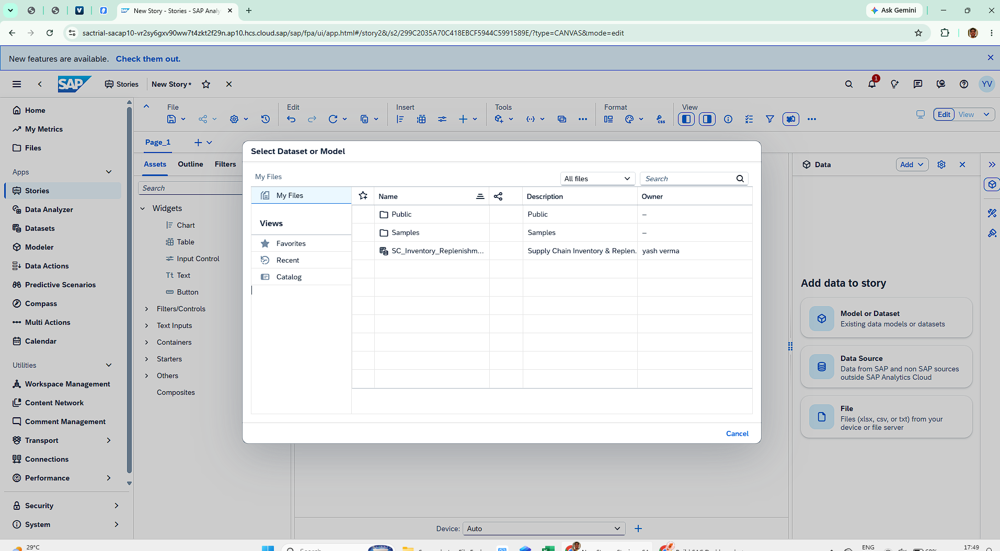 New Story - Stories - SAP Analy
Ask Gemini
sactrial-sacap10-vr2sy6gxv90ww7t4zkt2f29n.ap10.hcs.cloud.sap/sap/fpa/ui/app.html#/story2&/s2/299C2035A70C418EBCF5944C5991589E/?type=CANVAS&mode=edit
New features are available. Check them out.
SAP Stories New Story* 1 YV
Home
My Metrics
Files
Apps
Stories
Data Analyzer
Datasets
Modeler
Data Actions
Predictive Scenarios
Compass
Multi Actions
Calendar
Utilities
Workspace Management
Content Network
Comment Management
Transport
Connections
Performance
Security
System
File Edit Insert Tools Format View
css
Edit View
Page_1
Assets Outline Filters
Search
Widgets
Chart
Table
Input Control
Tt Text
Button
Filters/Controls
Text Inputs
Containers
Starters
Others
Composites
Select Dataset or Model
My Files
All files Search
My Files
Views
Favorites
Recent
Catalog
Name Description Owner
Public Public –
Samples Samples –
SC_Inventory_Replenishm... Supply Chain Inventory & Replen. yash verma
Cancel
Data Add
Add data to story
Model or Dataset
Existing data models or datasets
Data Source
Data from SAP and non SAP sources
outside SAP Analytics Cloud
File
Files (xlsx, csv, or txt) from your
device or file server
Device: Auto
29°C
Search
ENG
17:49